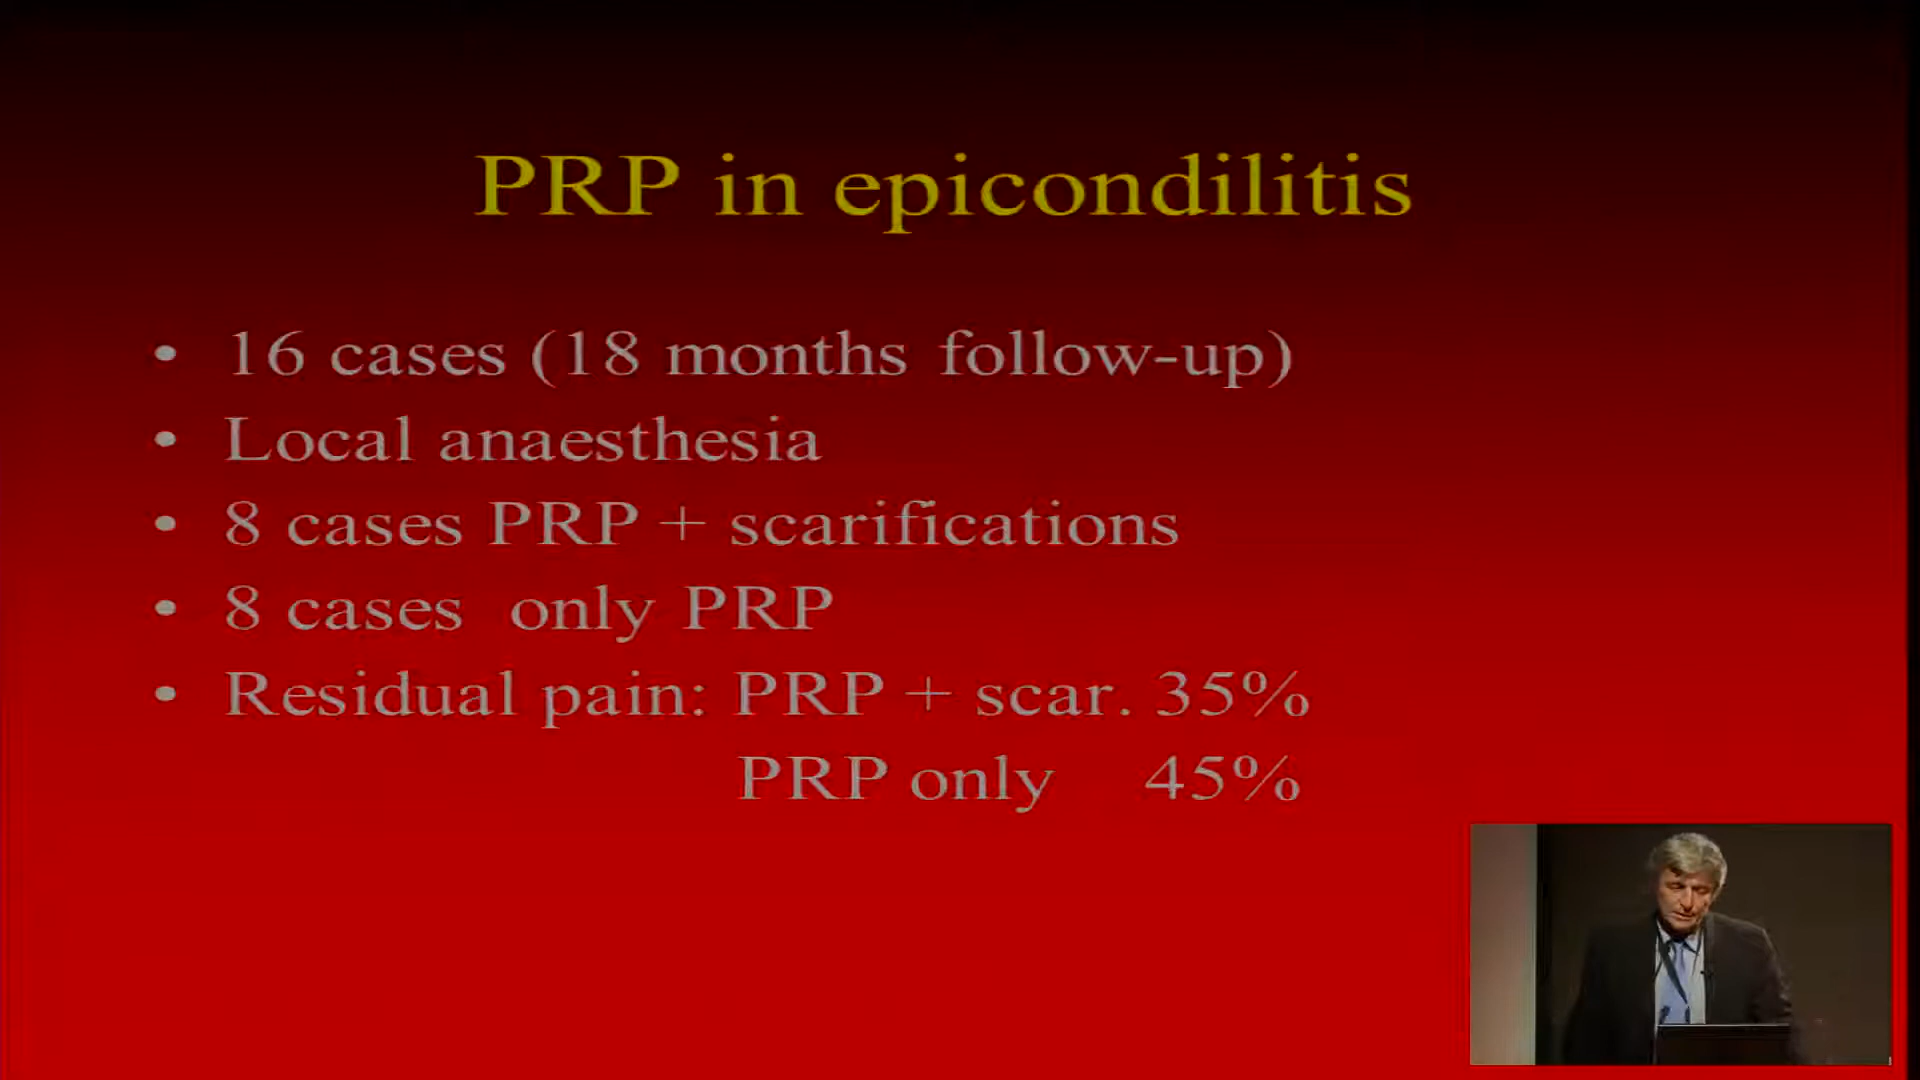 PRP in epicondilitis
• 16 cases (18 months follow-up)
• Local anaesthesia
• 8 cases PRP + scarifications
• 8 cases only PRP
• Residual pain: PRP + scar. 35%
PRP only 45%